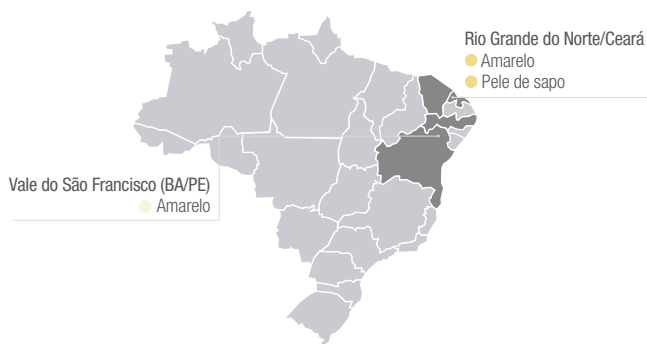 Rio Grande do Norte/Ceará
Amarelo
Pele de sapo
Vale do São Francisco (BA/PE)
Amarelo